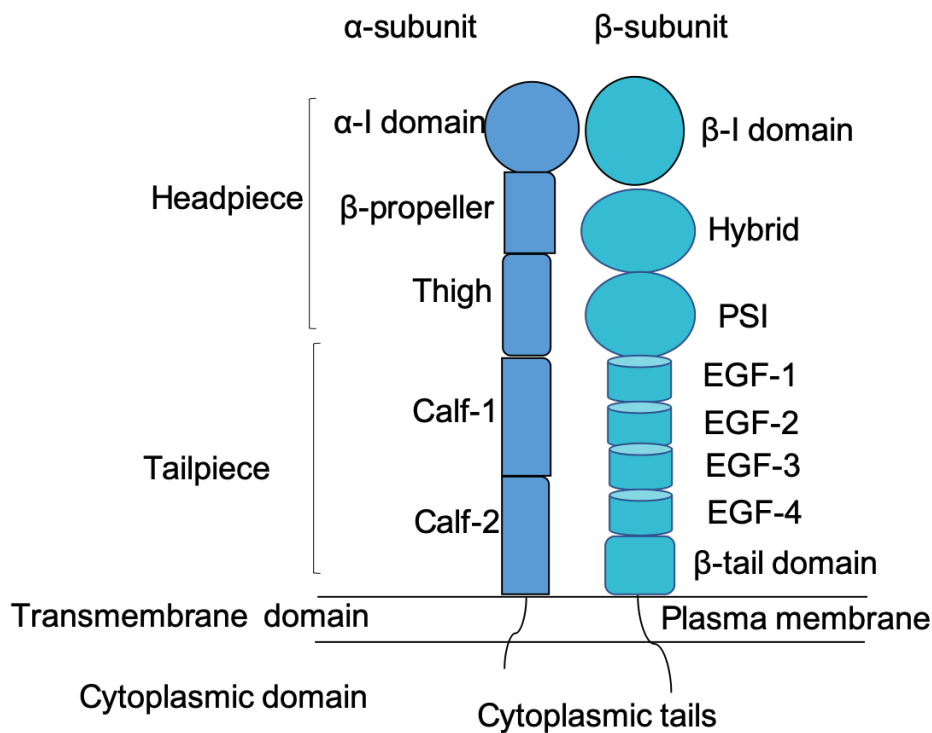 α-subunit
β-subunit
α-I domain
β-I domain
Headpiece
β-propeller
Hybrid
Thigh
PSI
EGF-1
Calf-1
EGF-2
Tailpiece
EGF-3
Calf-2
EGF-4
β-tail domain
Transmembrane domain
Plasma membrane
Cytoplasmic domain
Cytoplasmic tails